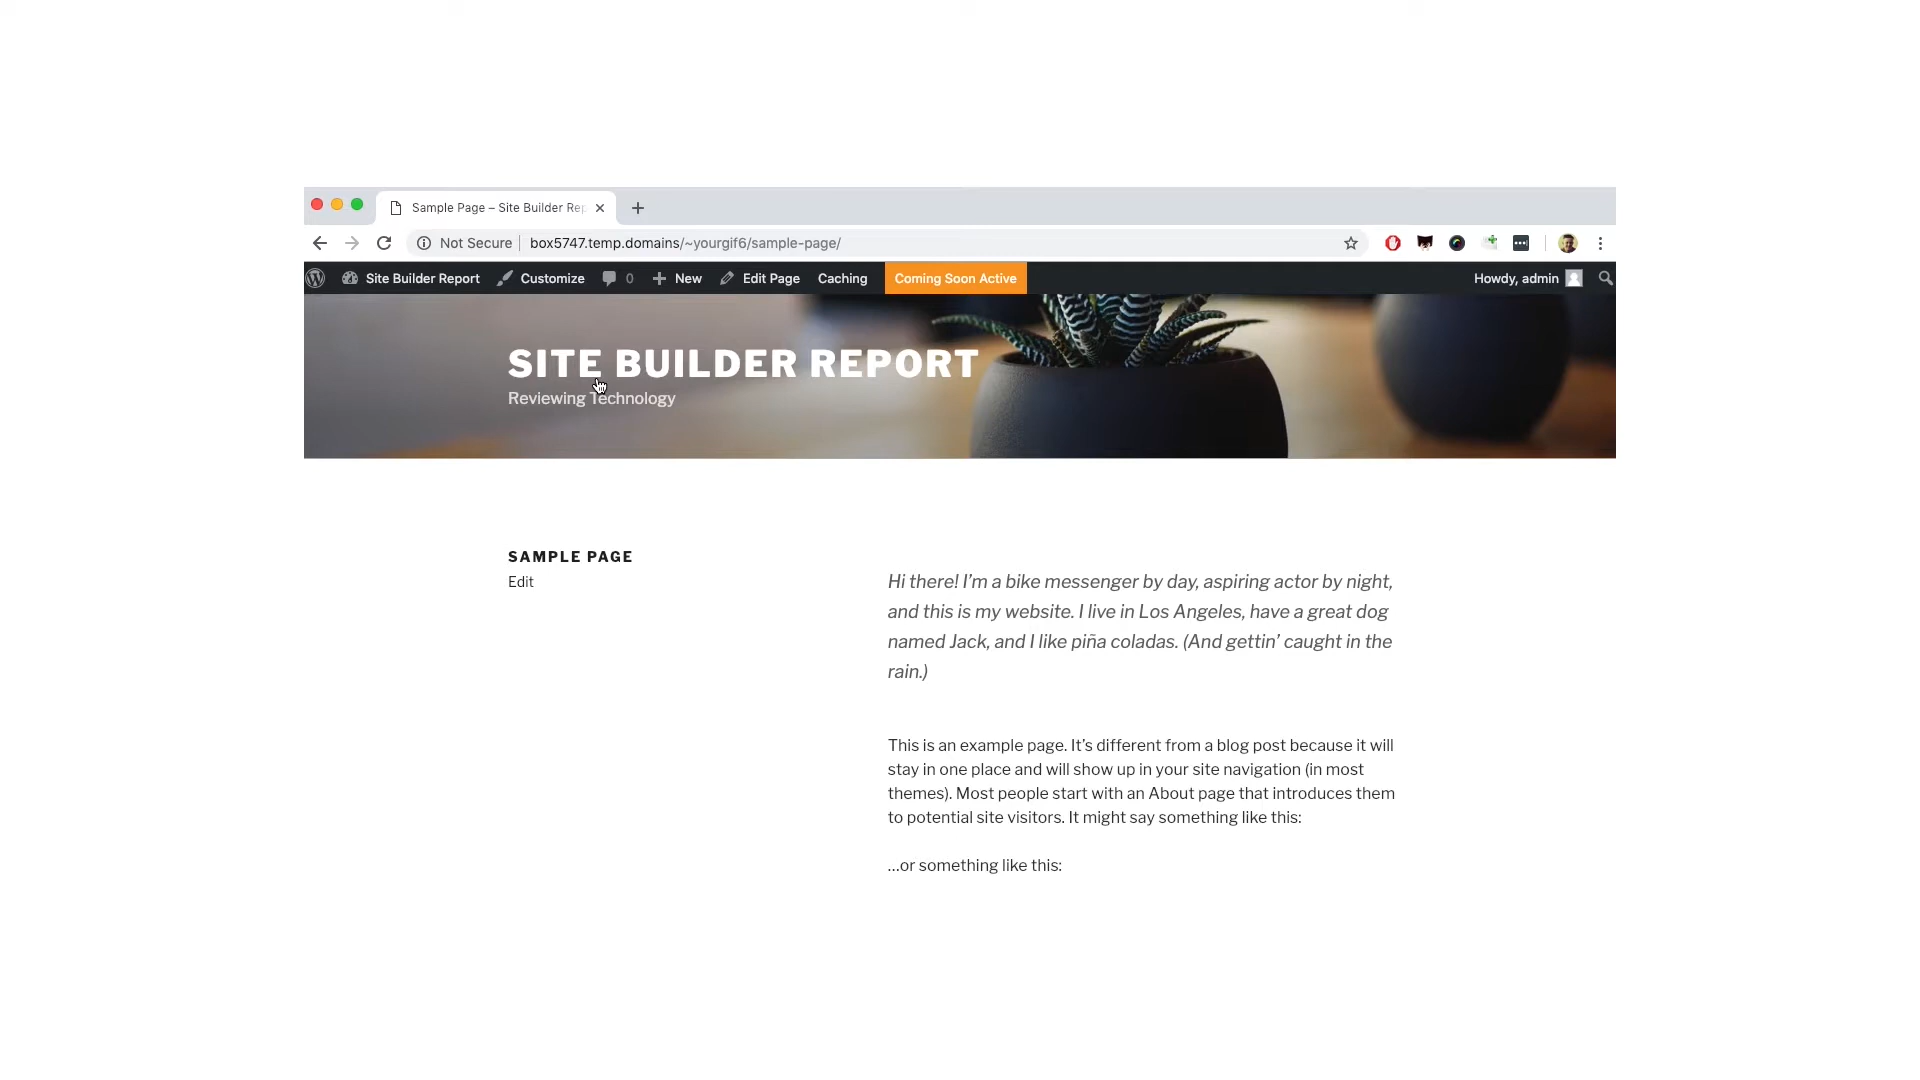 Sample Page – Site Builder Rep
Not Secure box5747.temp.domains/~yourgif6/sample-page/
Site Builder Report Customize 0 New Edit Page Caching Coming Soon Active Howdy, admin
SITE BUILDER REPORT
Reviewing Technology
SAMPLE PAGE
Edit
Hi there! I’m a bike messenger by day, aspiring actor by night,
and this is my website. I live in Los Angeles, have a great dog
named Jack, and I like piña coladas. (And gettin’ caught in the
rain.)
This is an example page. It’s different from a blog post because it will
stay in one place and will show up in your site navigation (in most
themes). Most people start with an About page that introduces them
to potential site visitors. It might say something like this:
…or something like this: